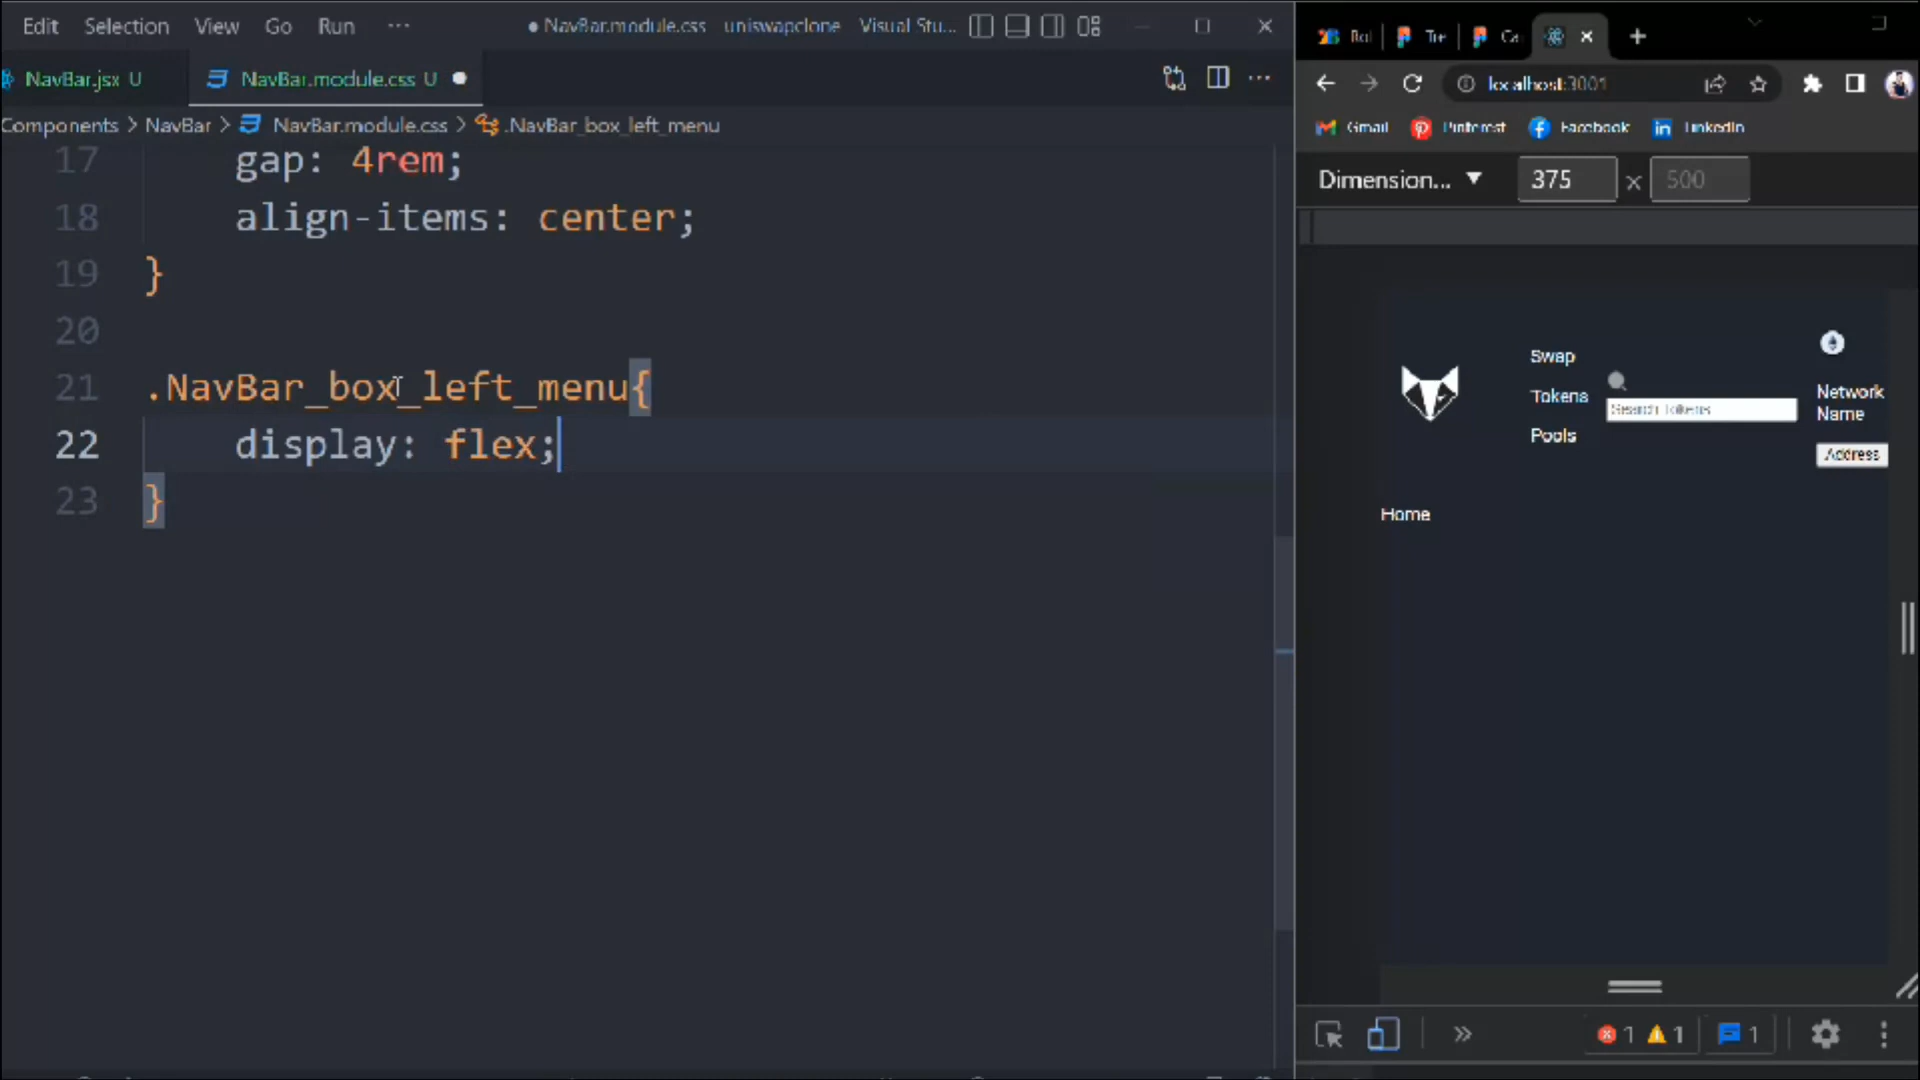 Edit Selection View Go Run ··· ● NavBar.module.css uniswapclone Visual Stu...
NavBar.jsx U NavBar.module.css U
Components > NavBar > NavBar.module.css > .NavBar_box_left_menu
17 gap: 4rem;
18 align-items: center;
19 }
20
21 .NavBar_box_left_menu{
22 display: flex;
23 }
Rol Tre Ca
localhost:3001
Gmail Pinterest Facebook LinkedIn
Dimension... 375 x 500
Swap
Tokens
Pools
Search Tokens
Network
Name
Address
Home
1 1 1